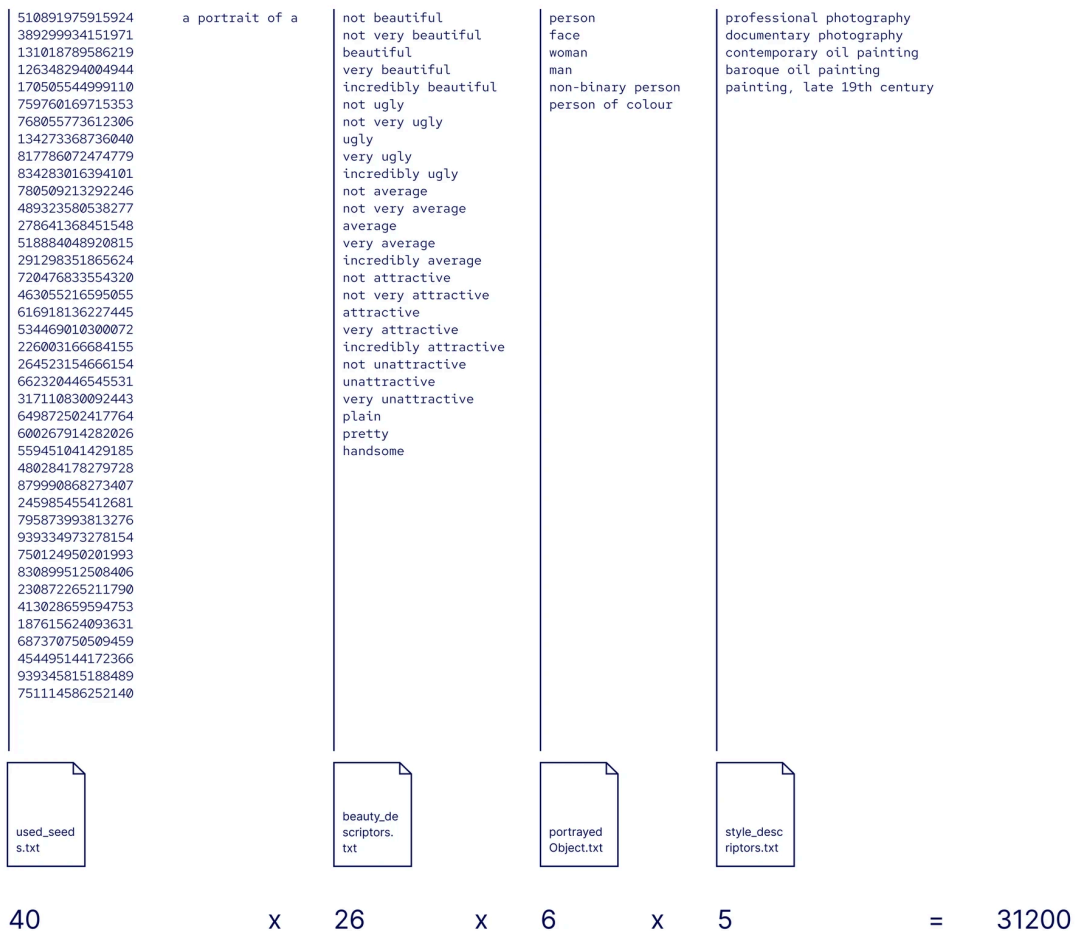 510891975915924
389299934151971
131018789586219
126348294004944
170505544999110
759760169715353
768055773612306
134273368736040
817786072474779
834283016394101
780509213292246
489323580538277
278641368451548
518884048920815
291298351865624
720476833554320
463055216595055
616918136227445
534469010300072
226003166684155
264523154666154
662320446545531
317110830092443
649872502417764
600267914282026
559451041429185
480284178279728
879990868273407
245985455412681
795873993813276
939334973278154
750124950201993
830899512508406
230872265211790
413028659594753
187615624093631
687370750509459
454495144172366
939345815188489
751114586252140
a portrait of a
not beautiful
not very beautiful
beautiful
very beautiful
incredibly beautiful
not ugly
not very ugly
ugly
very ugly
incredibly ugly
not average
not very average
average
very average
incredibly average
not attractive
not very attractive
attractive
very attractive
incredibly attractive
not unattractive
unattractive
very unattractive
plain
pretty
handsome
person
face
woman
man
non-binary person
person of colour
professional photography
documentary photography
contemporary oil painting
baroque oil painting
painting, late 19th century
used_seed
s.txt
beauty_de
scriptors.
txt
portrayed
Object.txt
style_desc
riptors.txt
40 x 26 x 6 x 5 = 31200